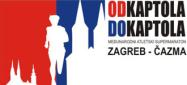 ODKAPTOLA
DOKAPTOLA
MEĐUNARODNI ATLETSKI SUPERMARATON
ZAGREB - ČAZMA